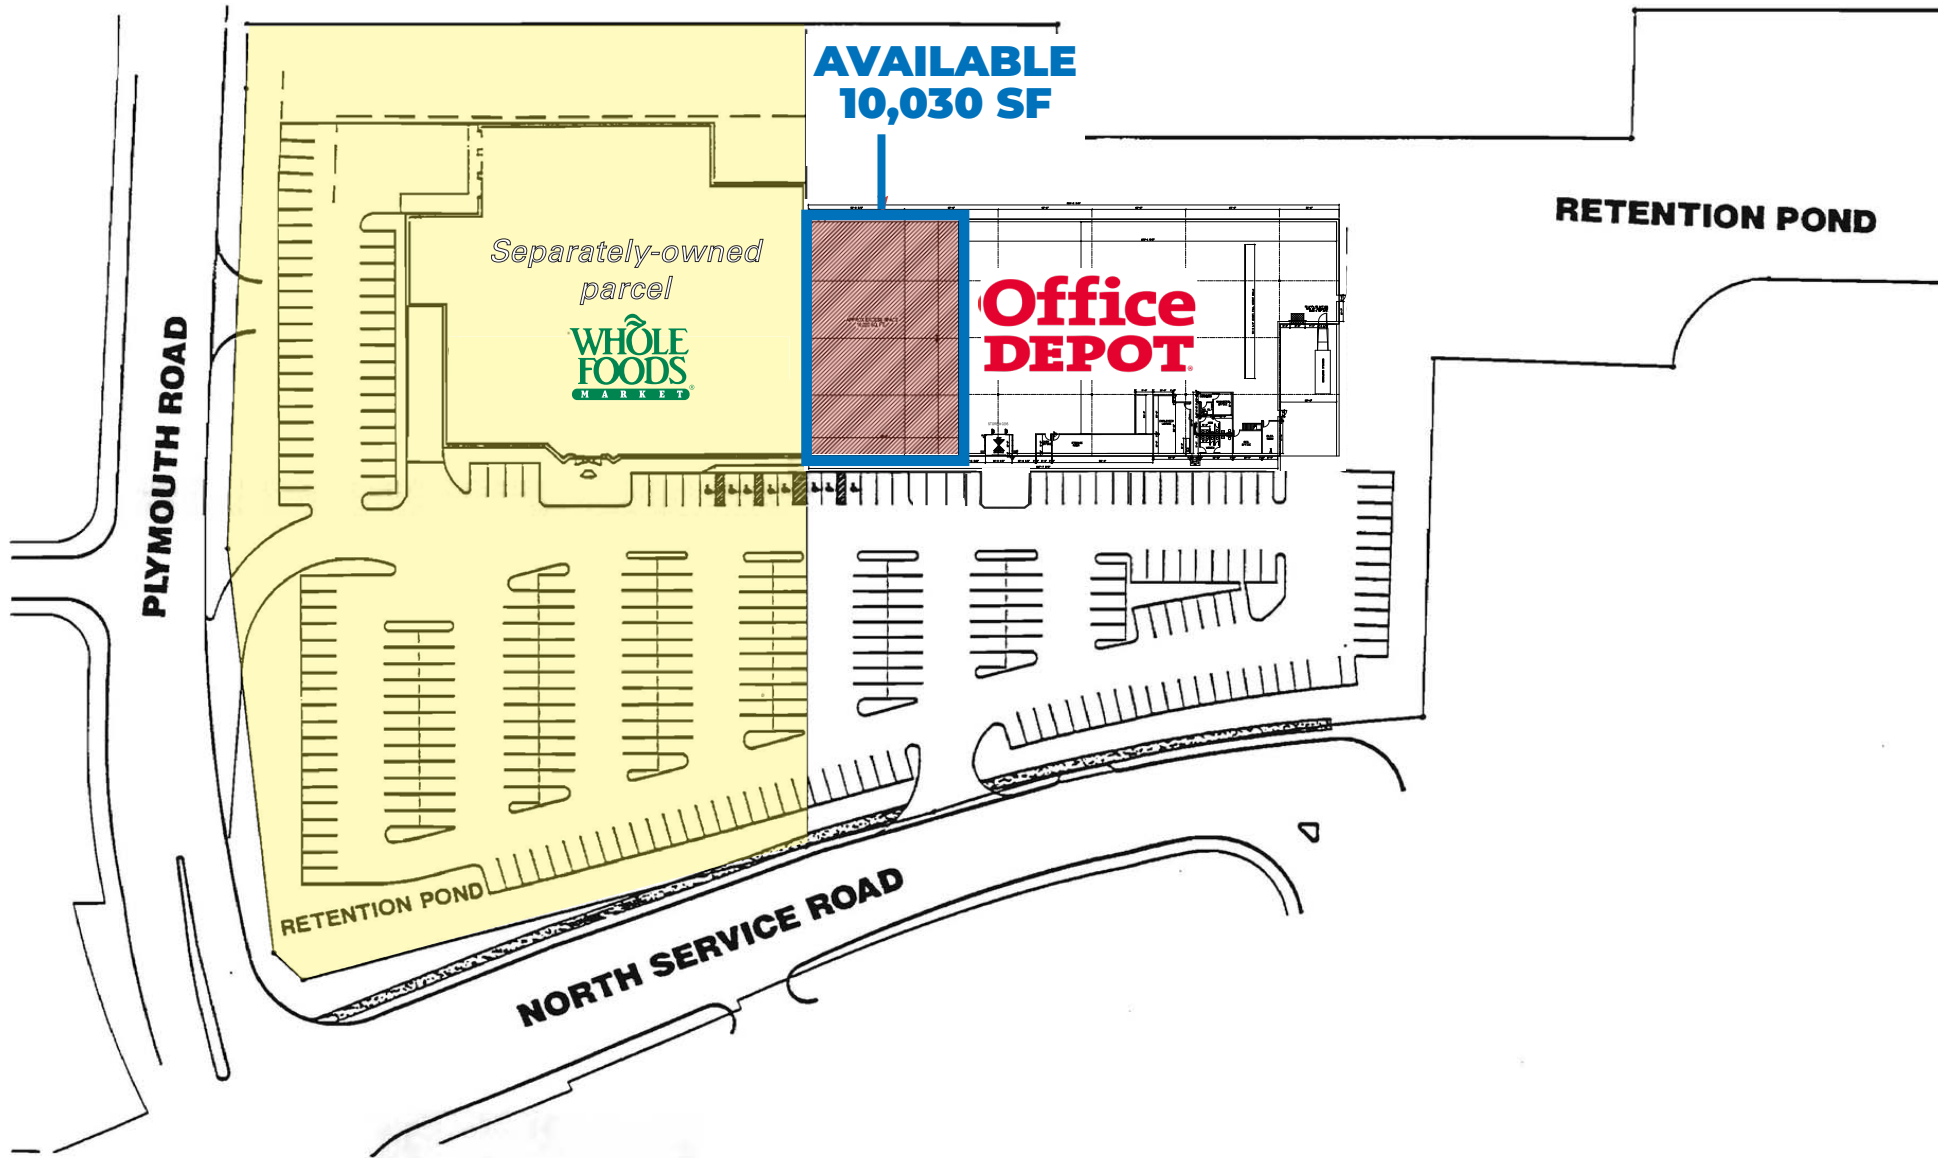 AVAILABLE
10,030 SF
RETENTION POND
Separately-owned
parcel
WHOLE
FOODS
MARKET
Office
DEPOT
PLYMOUTH ROAD
RETENTION POND
NORTH SERVICE ROAD